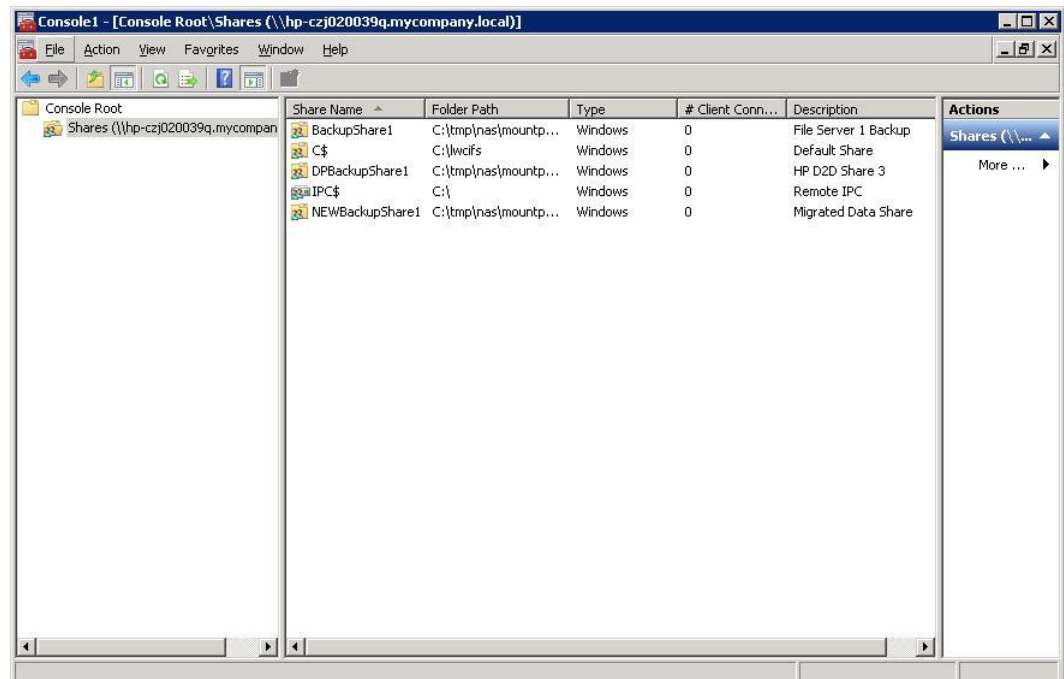 Console1 - [Console Root\Shares (\\hp-czj020039q.mycompany.local)]
File Action View Favorites Window Help
Console Root
Shares (\\hp-czj020039q.mycompan
Share Name Folder Path Type # Client Conn... Description
BackupShare1 C:\tmp\nas\mountp... Windows 0 File Server 1 Backup
C$ C:\lwcifs Windows 0 Default Share
DPBackupShare1 C:\tmp\nas\mountp... Windows 0 HP D2D Share 3
IPC$ C:\ Windows 0 Remote IPC
NEWBackupShare1 C:\tmp\nas\mountp... Windows 0 Migrated Data Share
Actions
Shares (\\...
More ...